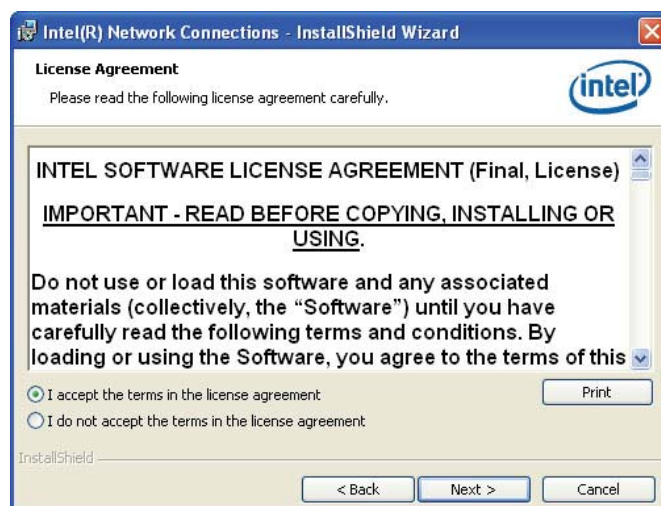 Intel(R) Network Connections - InstallShield Wizard
License Agreement
Please read the following license agreement carefully.
intel
INTEL SOFTWARE LICENSE AGREEMENT (Final, License)
IMPORTANT - READ BEFORE COPYING, INSTALLING OR
USING.
Do not use or load this software and any associated
materials (collectively, the “Software”) until you have
carefully read the following terms and conditions. By
loading or using the Software, you agree to the terms of this
I accept the terms in the license agreement
Print
I do not accept the terms in the license agreement
InstallShield
< Back
Next >
Cancel